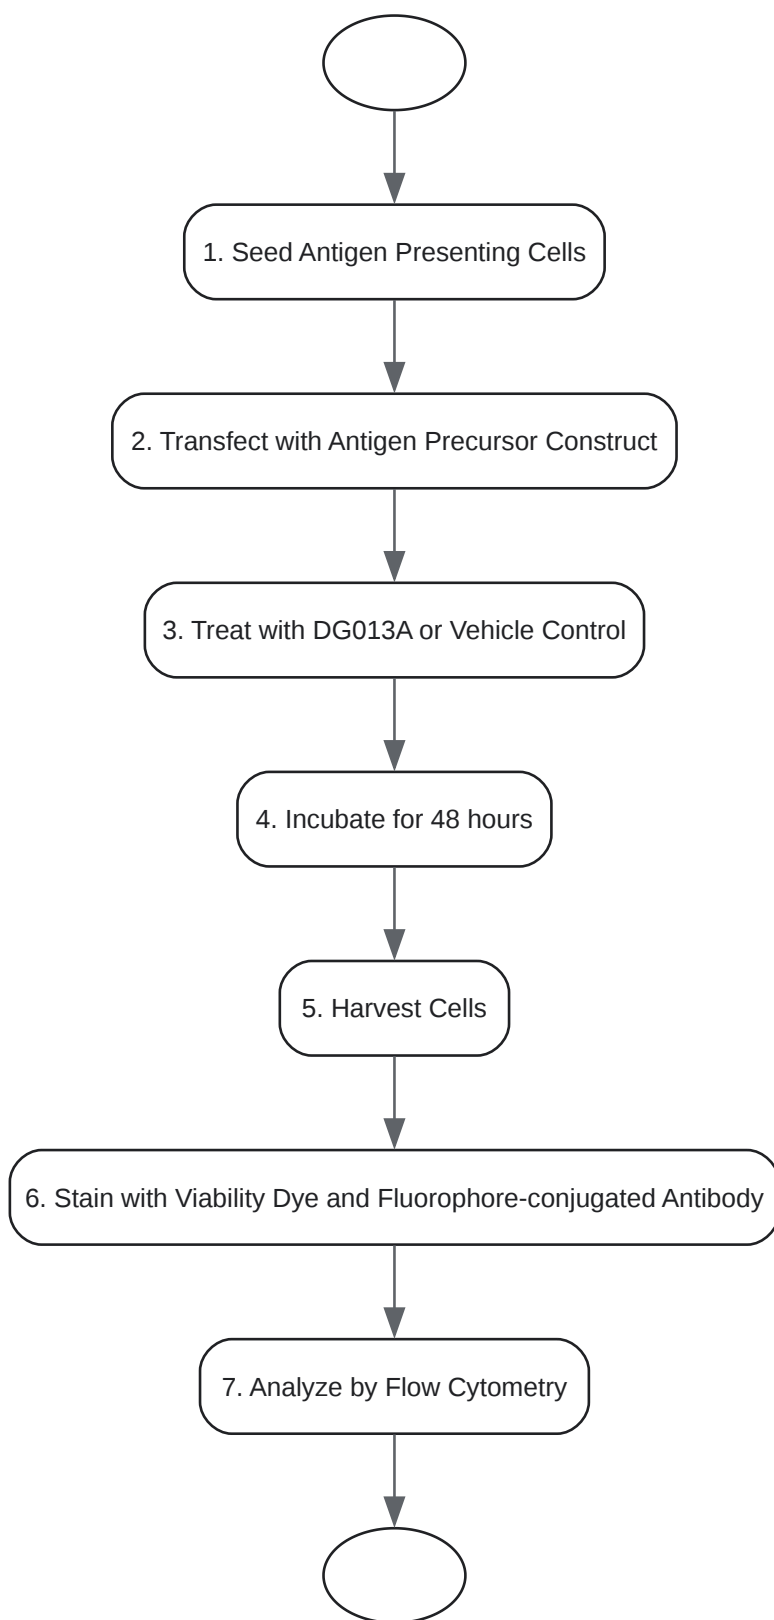 1. Seed Antigen Presenting Cells
2. Transfect with Antigen Precursor Construct
3. Treat with DG013A or Vehicle Control
4. Incubate for 48 hours
5. Harvest Cells
6. Stain with Viability Dye and Fluorophore-conjugated Antibody
7. Analyze by Flow Cytometry